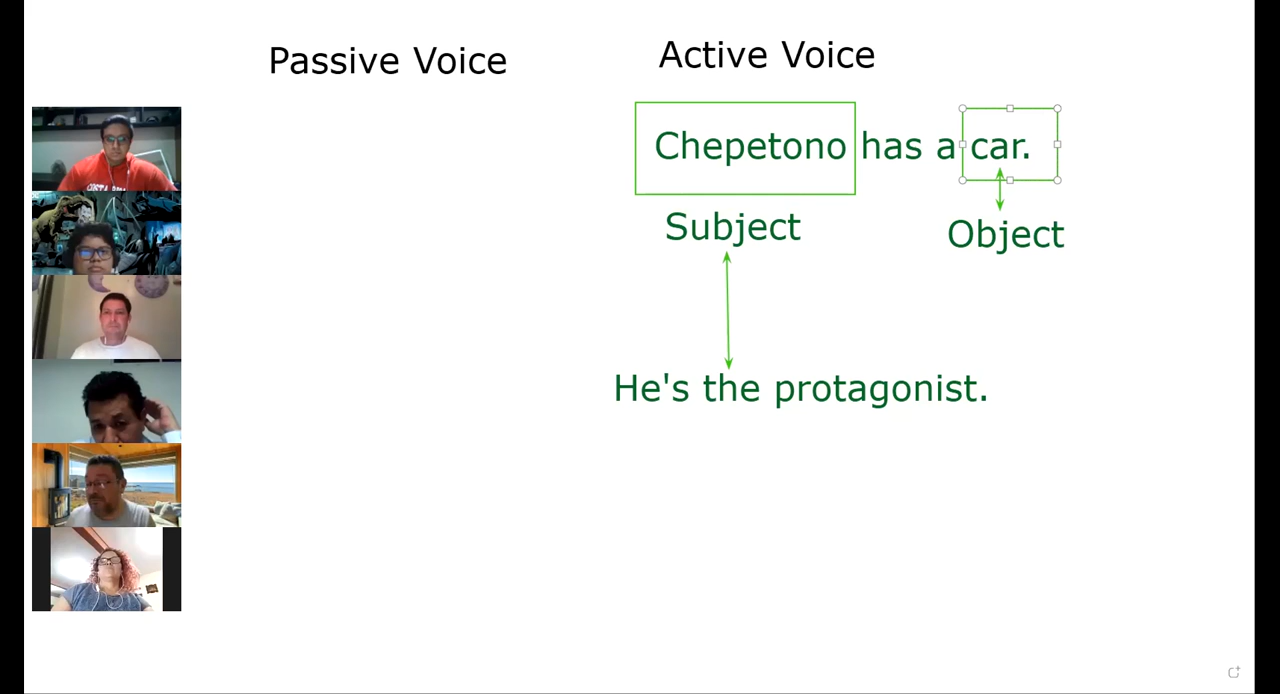 Passive Voice
Active Voice
Chepetono has a car.
Subject
Object
He's the protagonist.